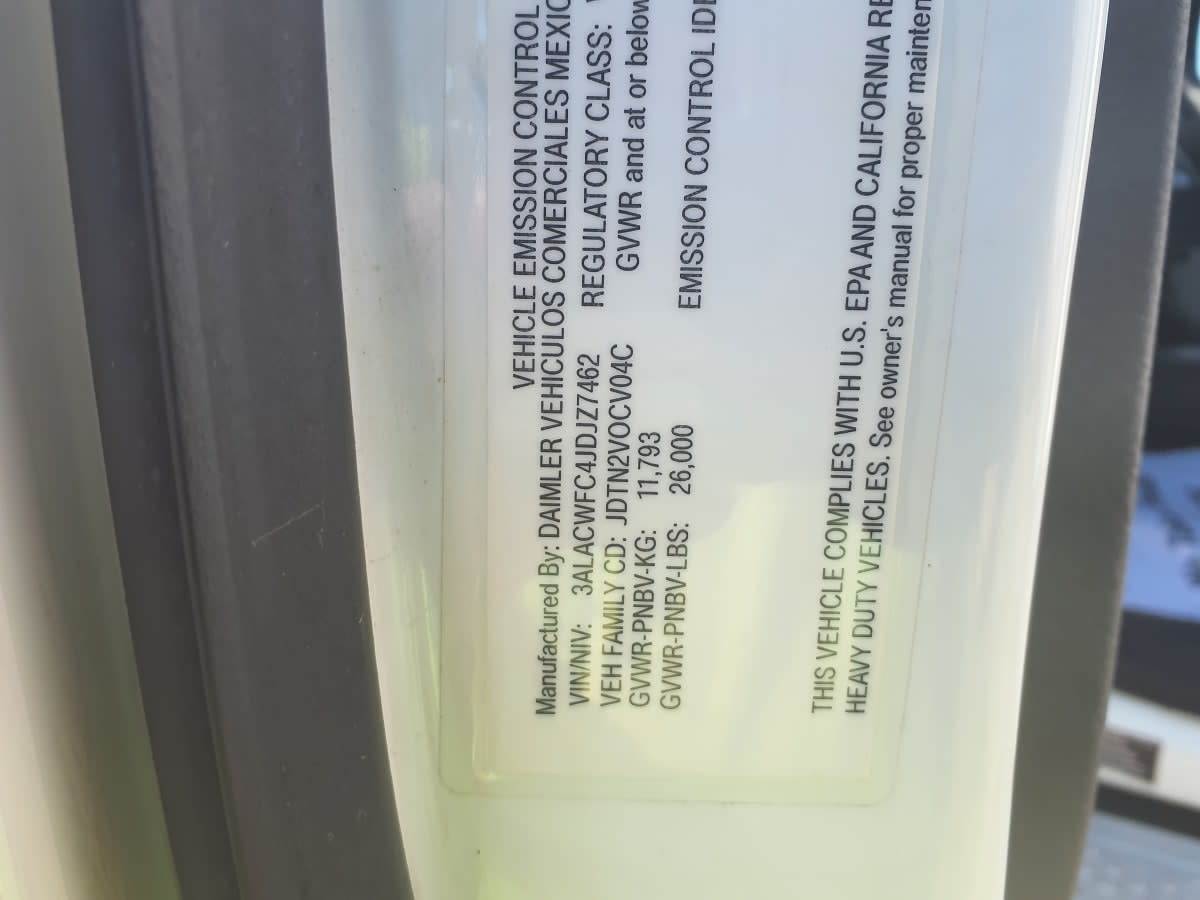 VEHICLE EMISSION CONTROL
Manufactured By: DAIMLER VEHICULOS COMERCIALES MEXIC
VIN/NIV: 3ALACWFC4JDJZ7462 REGULATORY CLASS:
VEH FAMILY CD: JDTN2VOCV04C GVWR and at or below
GVWR-PNBV-KG: 11,793
GVWR-PNBV-LBS: 26,000 EMISSION CONTROL IDE
THIS VEHICLE COMPLIES WITH U.S. EPA AND CALIFORNIA RE
HEAVY DUTY VEHICLES. See owner's manual for proper mainten